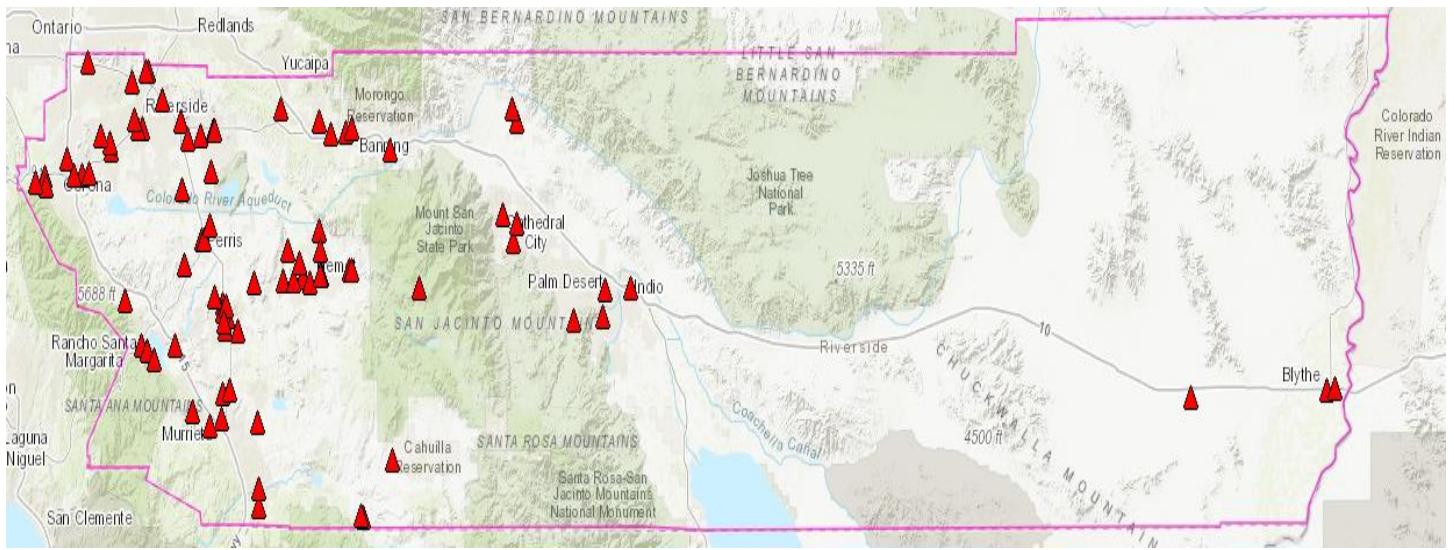 SAN BERNARDINO MOUNTAINS
Ontario
Redlands
Yucaipa
LITTLE SAN
BERNARDINO
MOUNTAINS
Morongo
Reservation
Riverside
Colorado
River Indian
Reservation
Banning
Corona
Joshua Tree
National
Park
Colorado River Aqueduct
Mount San
Jacinto
State Park
Cathedral
City
Perris
Hemet
5335 ft
Palm Desert
Indio
5688 ft
SAN JACINTO MOUNTAINS
10
Rancho Santa
Margarita
15
Riverside
CHUCKWALLA MOUNTAIN
Blythe
SANTA ANA MOUNTAINS
Coachella Canal
Murrieta
4500 ft
Laguna
Niguel
Cahuilla
Reservation
SANTA ROSA MOUNTAINS
Santa Rosa-San
Jacinto Mountains
National Monument
San Clemente